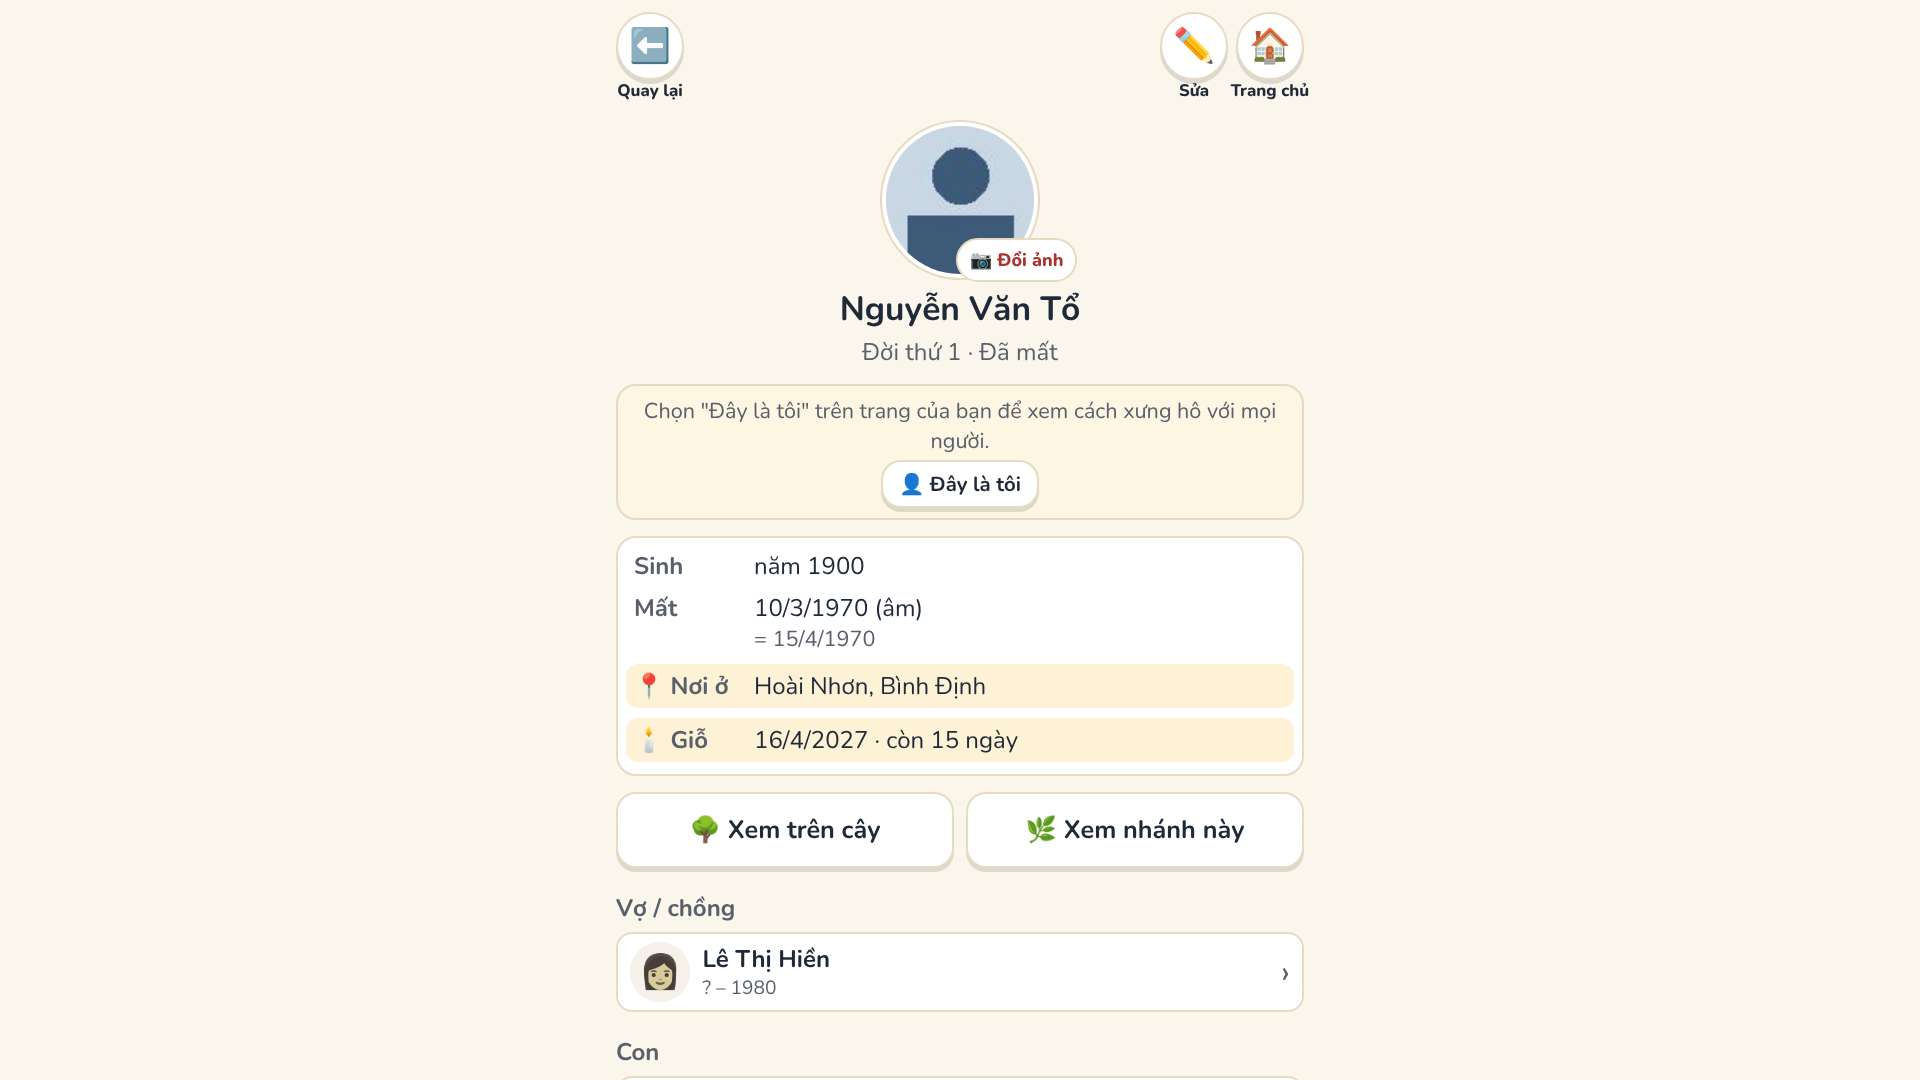 Quay lại
Sửa
Trang chủ
Đổi ảnh
Nguyễn Văn Tổ
Đời thứ 1 · Đã mất
Chọn "Đây là tôi" trên trang của bạn để xem cách xưng hô với mọi
người.
Đây là tôi
Sinh năm 1900
Mất 10/3/1970 (âm)
= 15/4/1970
Nơi ở Hoài Nhơn, Bình Định
Giỗ 16/4/2027 · còn 15 ngày
Xem trên cây
Xem nhánh này
Vợ / chồng
Lê Thị Hiền
? – 1980
›
Con